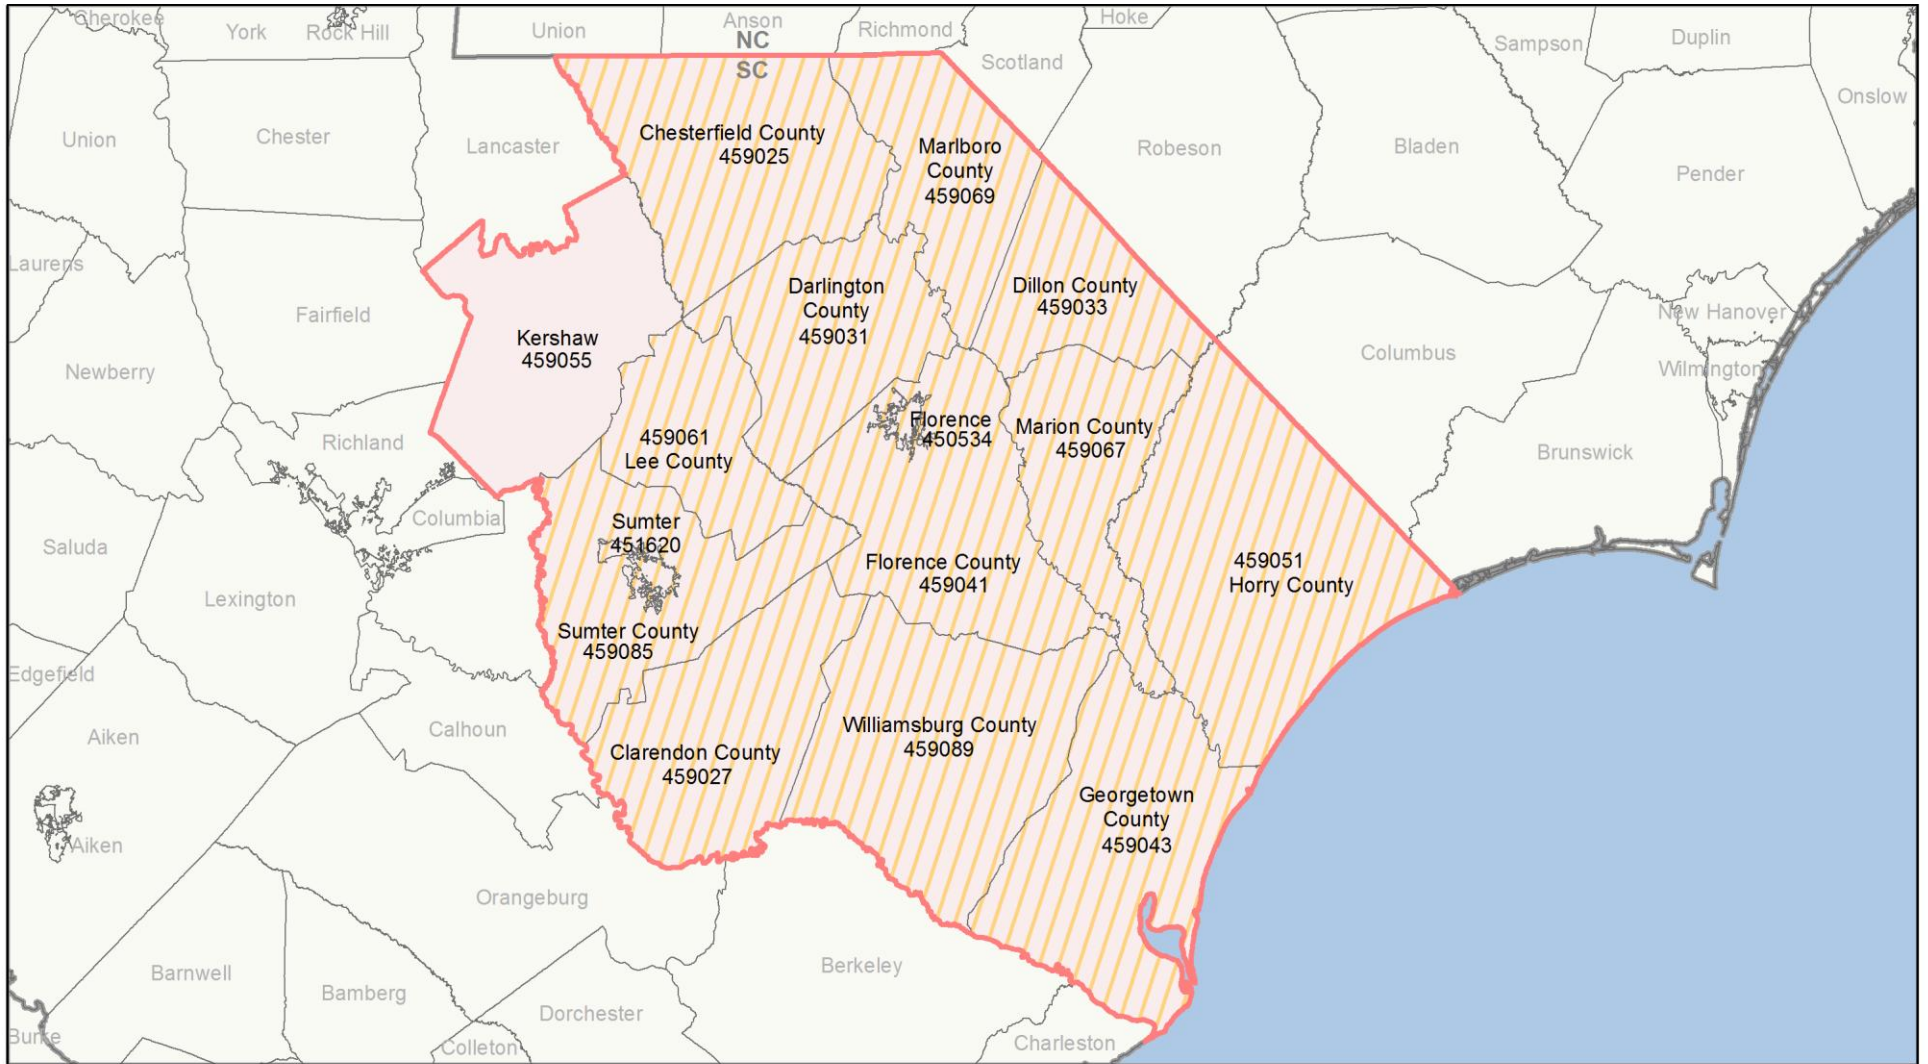 Cherokee
York
Rock Hill
Union
Anson
Richmond
Hoke
NC
SC
Scotland
Sampson
Duplin
Onslow
Union
Chester
Lancaster
Chesterfield County
459025
Marlboro
County
459069
Robeson
Bladen
Pender
Laurens
Fairfield
Kershaw
459055
Darlington
County
459031
Dillon County
459033
New Hanover
Columbus
Wilmington
Newberry
Richland
459061
Lee County
Florence
450534
Marion County
459067
Brunswick
Columbia
Saluda
Sumter
451620
Florence County
459041
459051
Horry County
Lexington
Sumter County
459085
Edgefield
Aiken
Calhoun
Clarendon County
459027
Williamsburg County
459089
Georgetown
County
459043
Aiken
Orangeburg
Barnwell
Bamberg
Berkeley
Dorchester
Burke
Colleton
Charleston